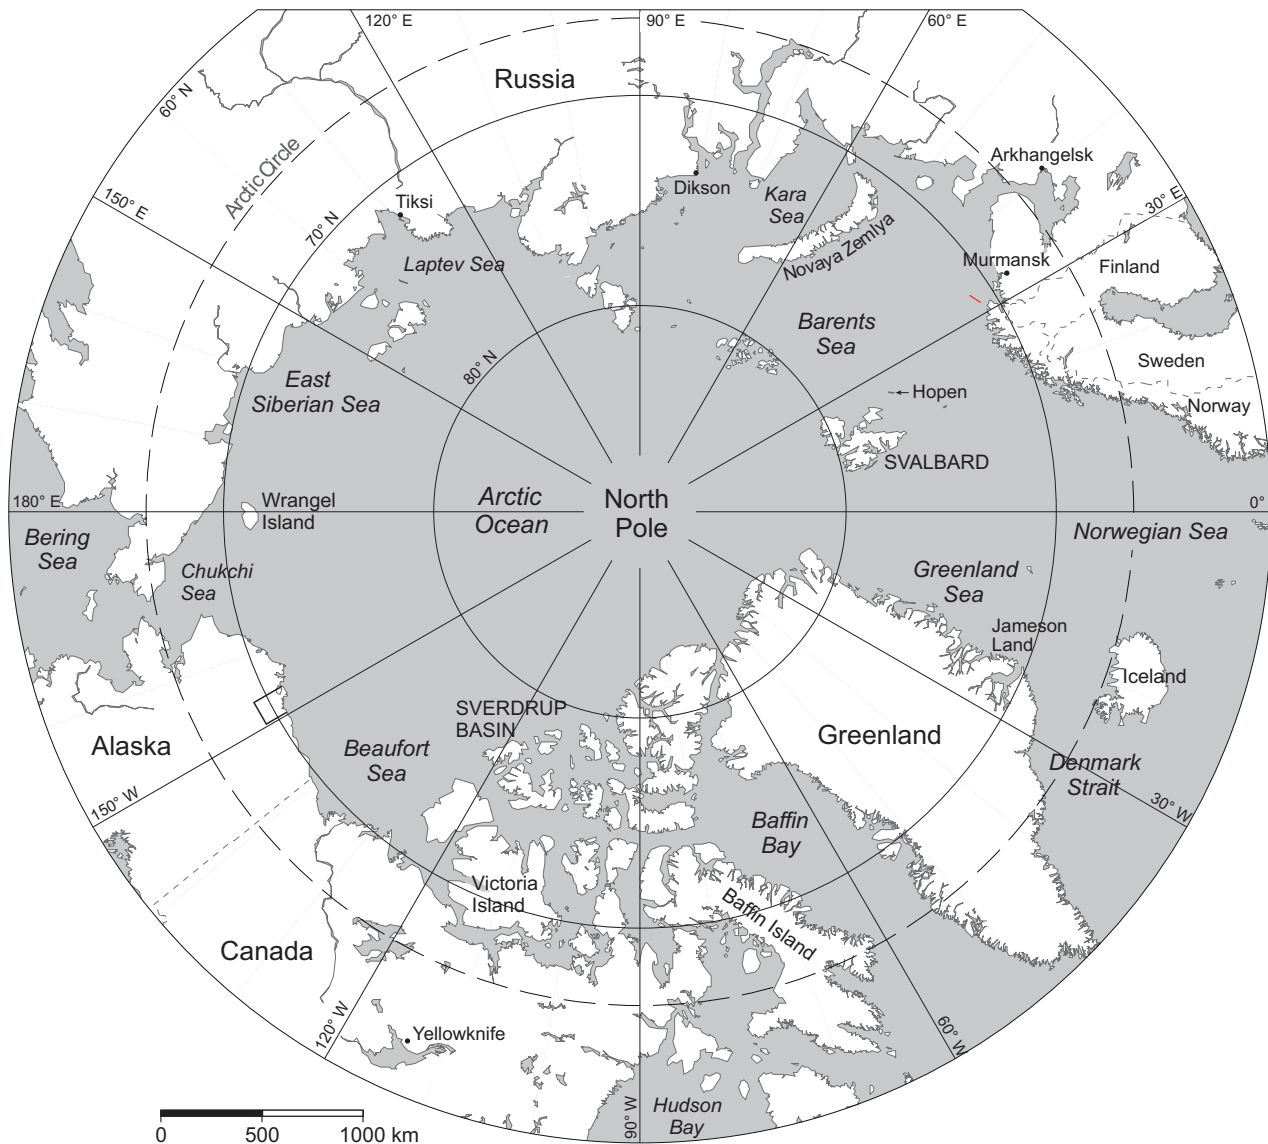 120° E
90° E
60° E
Russia
60° N
Arctic Circle
Arkhangelsk
Dikson
Kara
Sea
150° E
Tiksi
30° E
70° N
Novaya Zemlya
Laptev Sea
Murmansk
Finland
Barents
Sea
80° N
Sweden
East
Siberian Sea
Hopen
Norway
SVALBARD
180° E
Wrangel
Island
Arctic
Ocean
North
Pole
0°
Bering
Sea
Norwegian Sea
Chukchi
Sea
Greenland
Sea
Jameson
Land
Iceland
SVERDRUP
BASIN
Alaska
Beaufort
Sea
Greenland
Denmark
Strait
150° W
30° W
Baffin
Bay
Victoria
Island
Baffin Island
Canada
120° W
Yellowknife
60° W
90° W
Hudson
Bay
0 500 1000 km